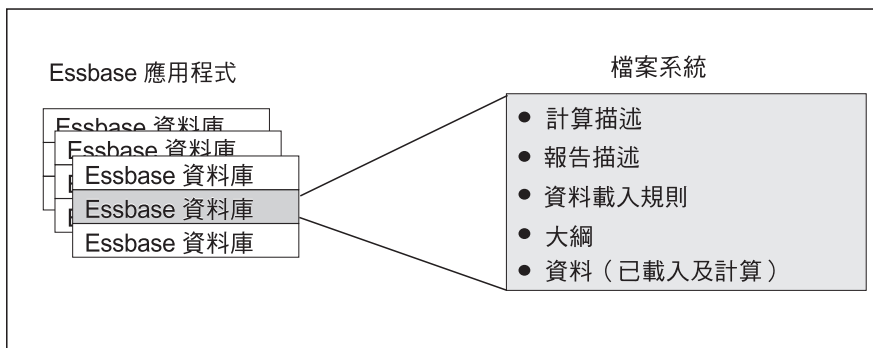 Essbase 應用程式
Essbase 資料庫
Essbase 資料庫
Essbase 資料庫
Essbase 資料庫
Essbase 資料庫
檔案系統
● 計算描述
● 報告描述
● 資料載入規則
● 大綱
● 資料（已載入及計算）